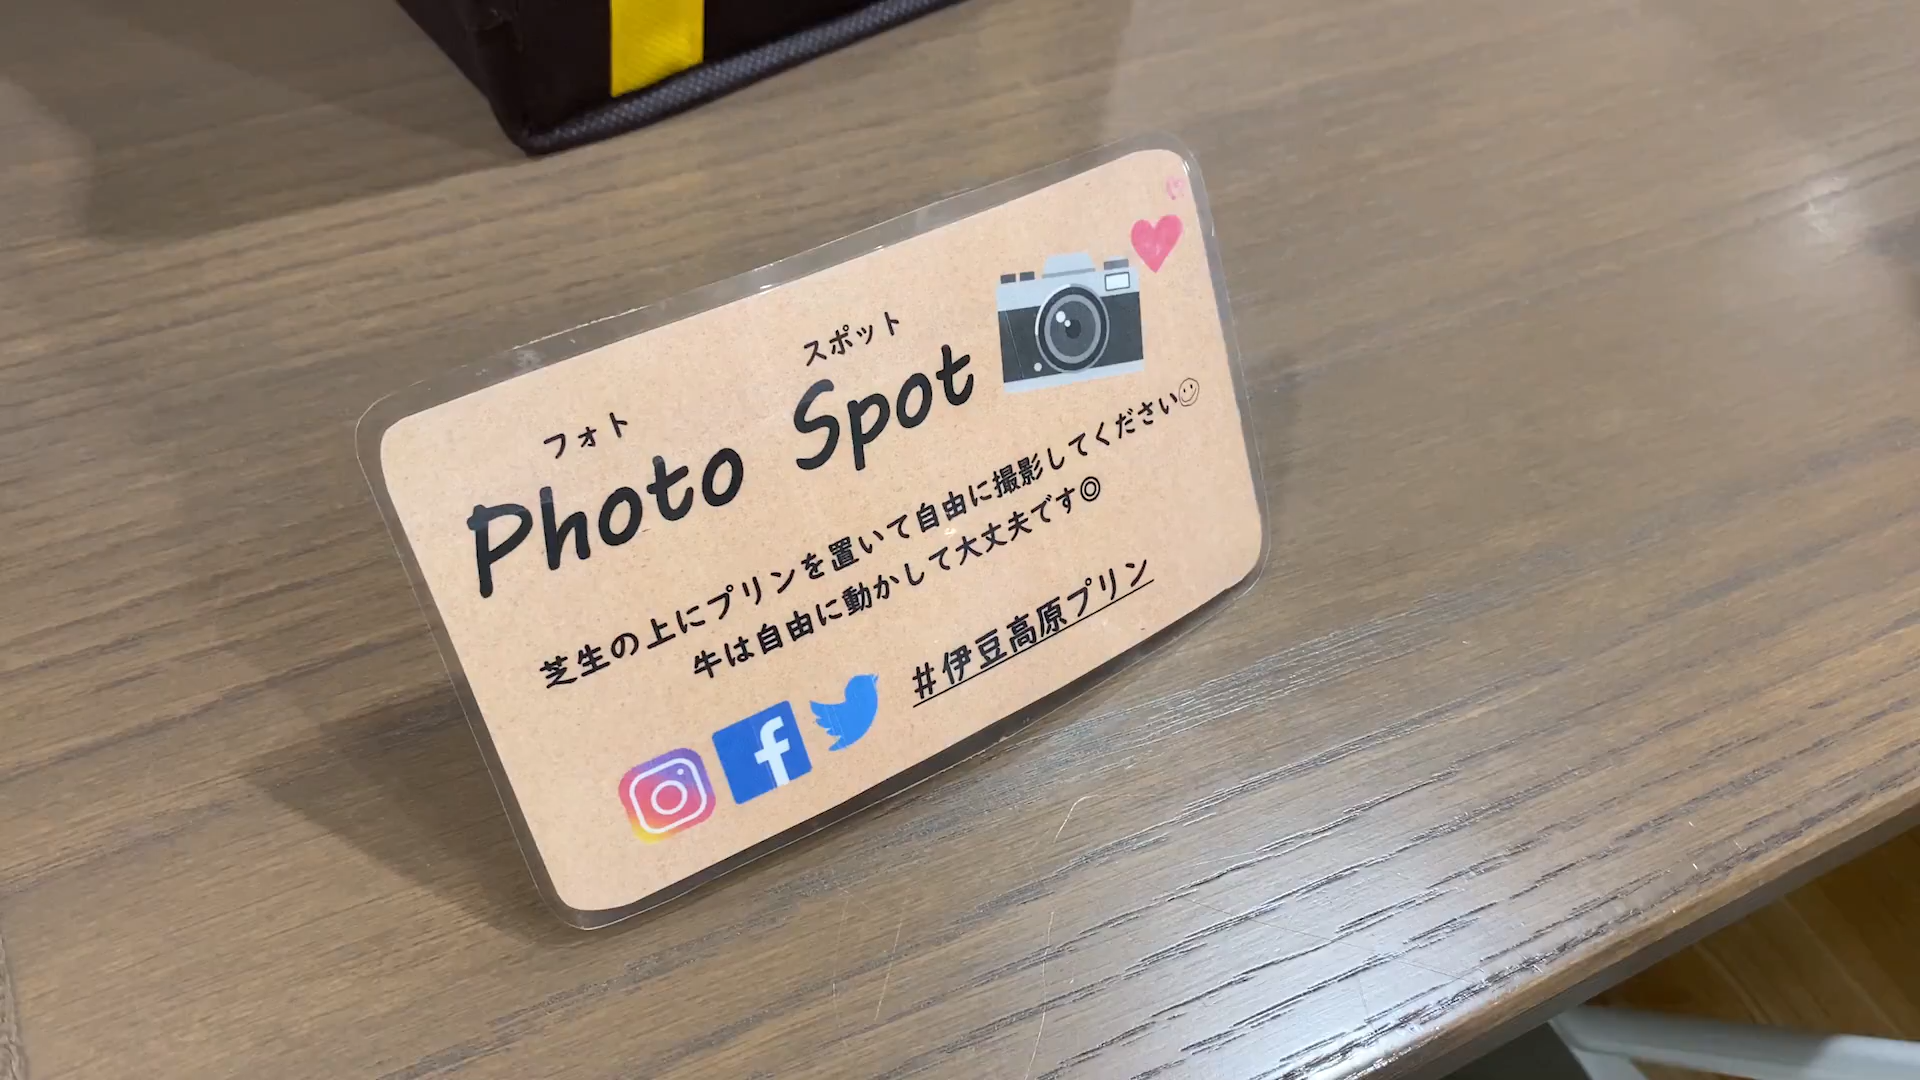 フォト スポット
Photo Spot
芝生の上にプリンを置いて自由に撮影してください☺
牛は自由に動かして大丈夫です◎
#伊豆高原プリン